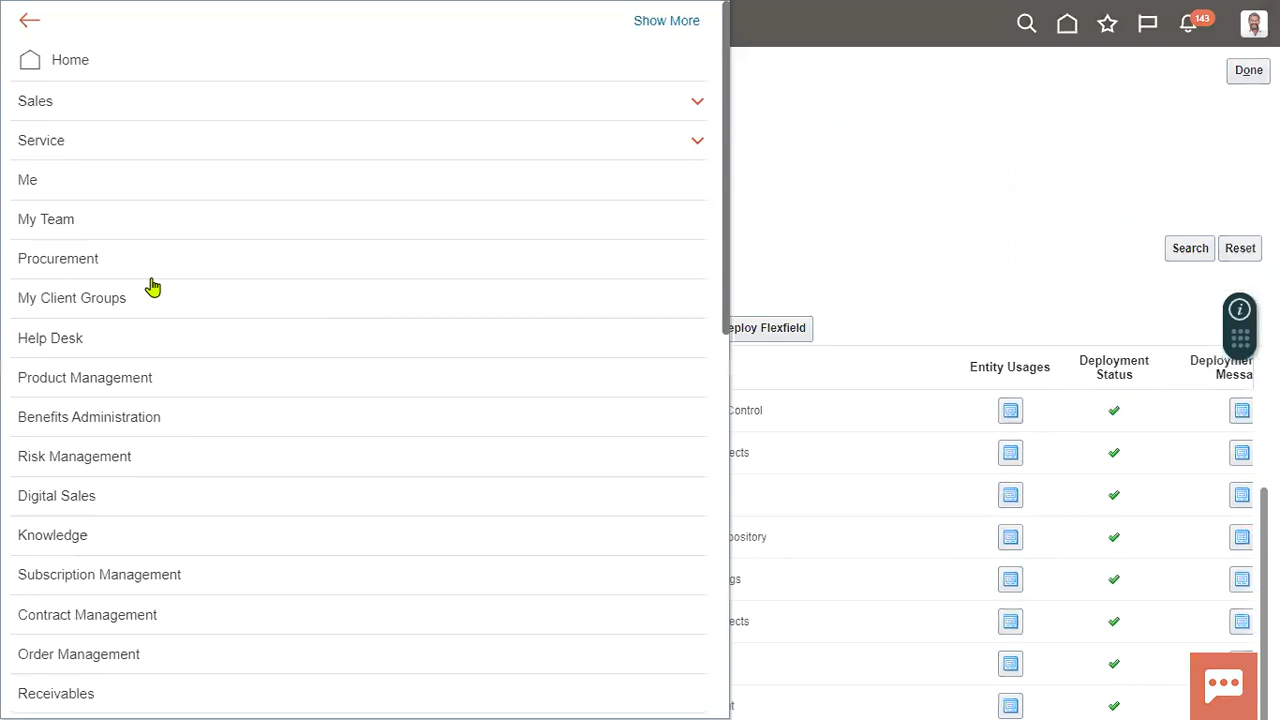 Show More
143
Home
Done
Sales
Service
Me
My Team
Procurement
Search Reset
My Client Groups
Help Desk
eploy Flexfield
Product Management
Entity Usages
Deployment
Status
Deploymen
Messa
Benefits Administration
Control
Risk Management
ects
Digital Sales
Knowledge
pository
Subscription Management
gs
Contract Management
ects
Order Management
Receivables
t